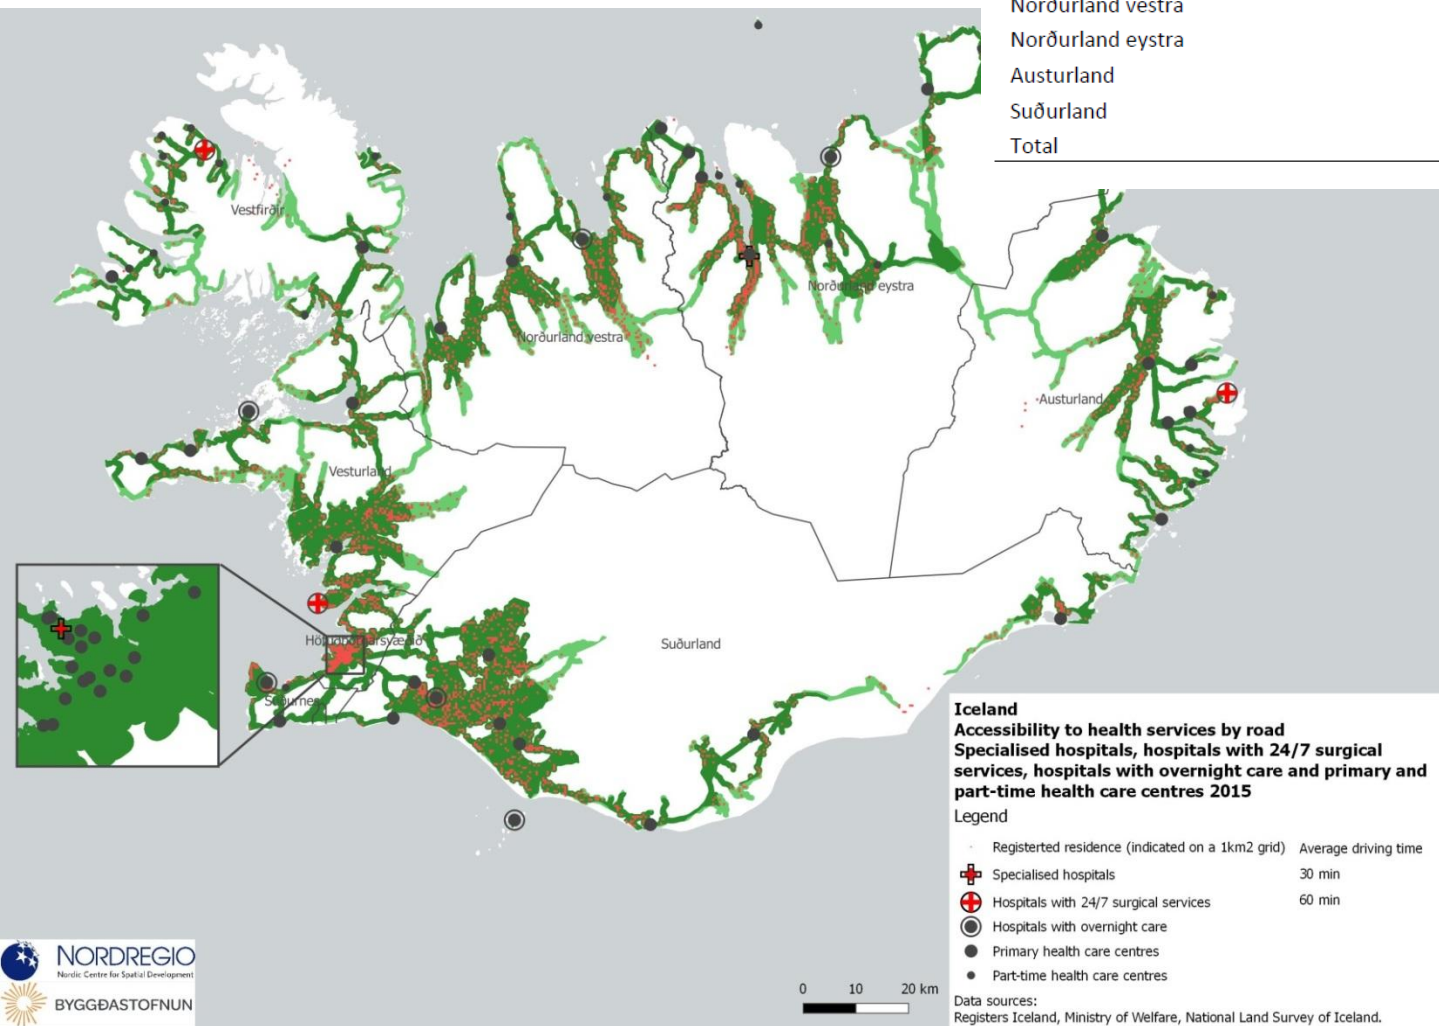 Norðurland vestra
Norðurland eystra
Austurland
Suðurland
Total
Vestfirðir
Norðurland eystra
Norðurland vestra
Austurland
Vesturland
Suðurland
Iceland
Accessibility to health services by road
Specialised hospitals, hospitals with 24/7 surgical
services, hospitals with overnight care and primary and
part-time health care centres 2015
Legend
Registerted residence (indicated on a 1km2 grid) Average driving time
Specialised hospitals 30 min
Hospitals with 24/7 surgical services 60 min
Hospitals with overnight care
Primary health care centres
Part-time health care centres
Data sources:
Registers Iceland, Ministry of Welfare, National Land Survey of Iceland.
0 10 20 km
NORDREGIO
Nordic Centre for Spatial Development
BYGGÐASTOFNUN